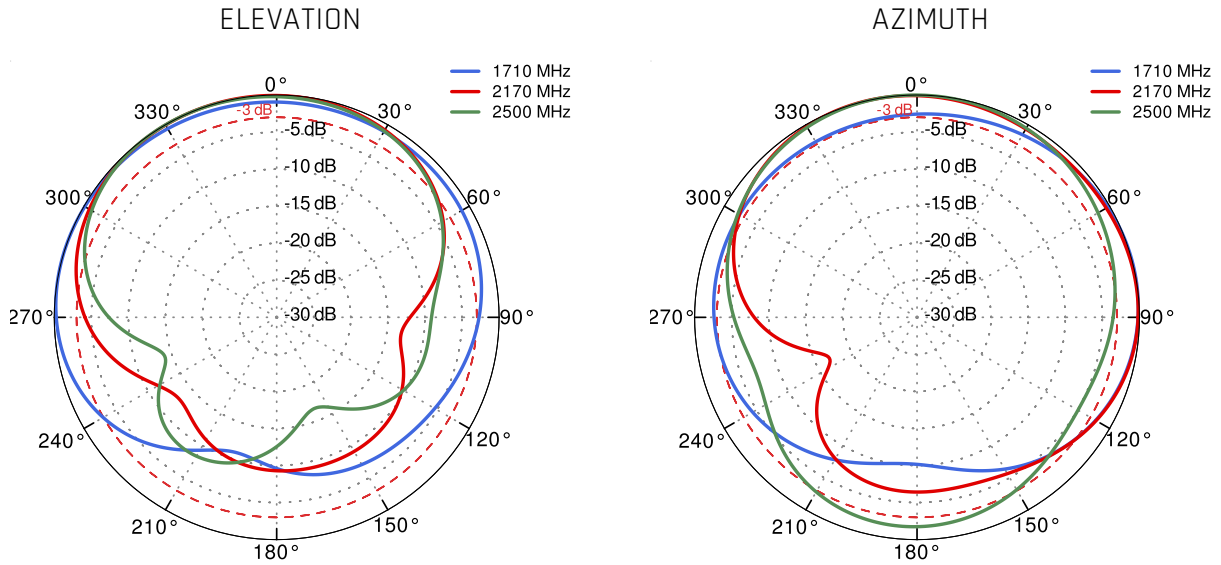 ELEVATION
1710 MHz
2170 MHz
2500 MHz
0°
330°
-3 dB
30°
-5 dB
-10 dB
300°
60°
-15 dB
-20 dB
-25 dB
-30 dB
270°
90°
240°
120°
210°
150°
180°
AZIMUTH
1710 MHz
2170 MHz
2500 MHz
0°
330°
-3 dB
30°
-5 dB
-10 dB
300°
60°
-15 dB
-20 dB
-25 dB
-30 dB
270°
90°
240°
120°
210°
150°
180°